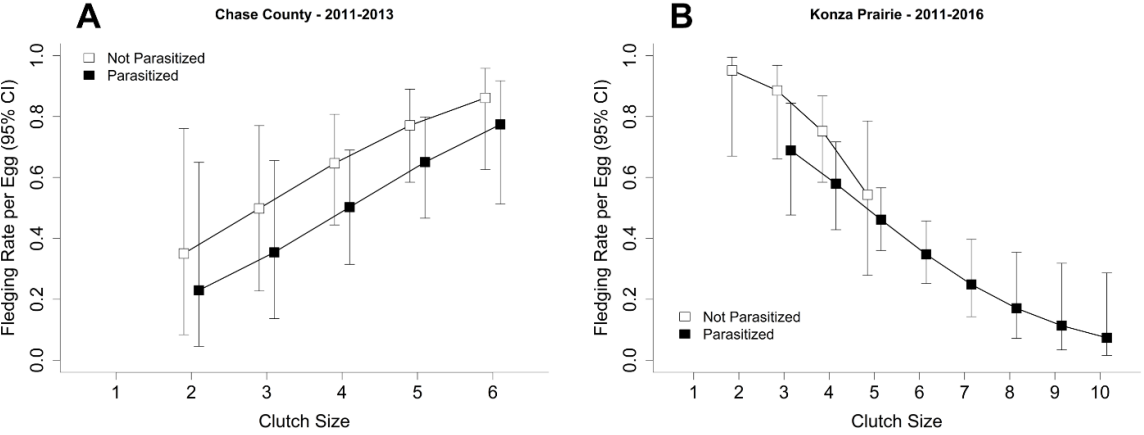 A
Chase County - 2011-2013
Fledging Rate per Egg (95% CI)
1.0
0.8
0.6
0.4
0.2
0.0
Not Parasitized
Parasitized
1 2 3 4 5 6
Clutch Size
B
Konza Prairie - 2011-2016
Fledging Rate per Egg (95% CI)
1.0
0.8
0.6
0.4
0.2
0.0
Not Parasitized
Parasitized
1 2 3 4 5 6 7 8 9 10
Clutch Size